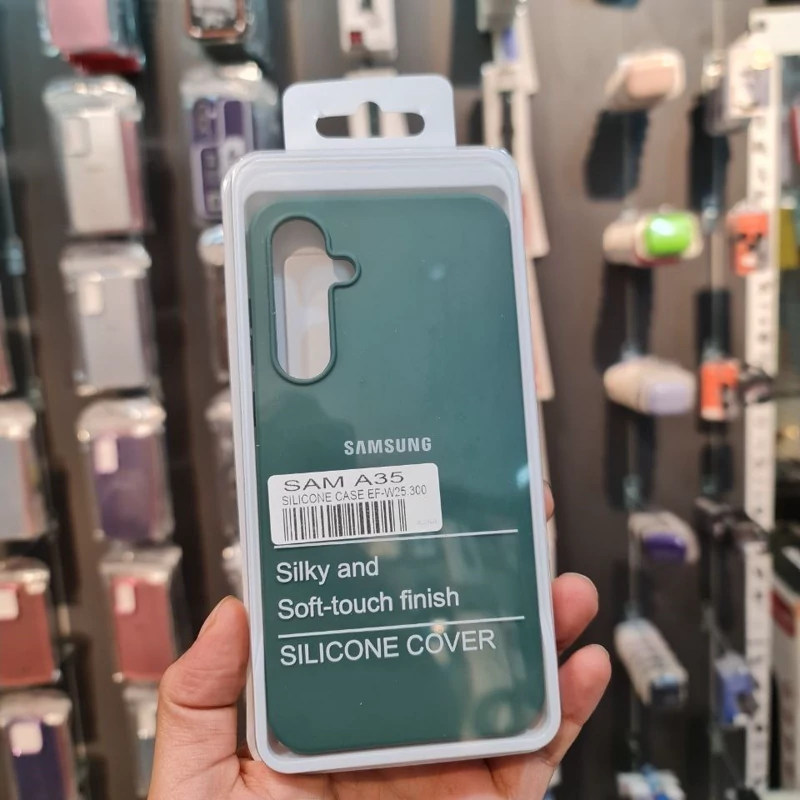 SAMSUNG
SAM A35
SILICONE CASE EF-W25.300
Silky and
Soft-touch finish
SILICONE COVER